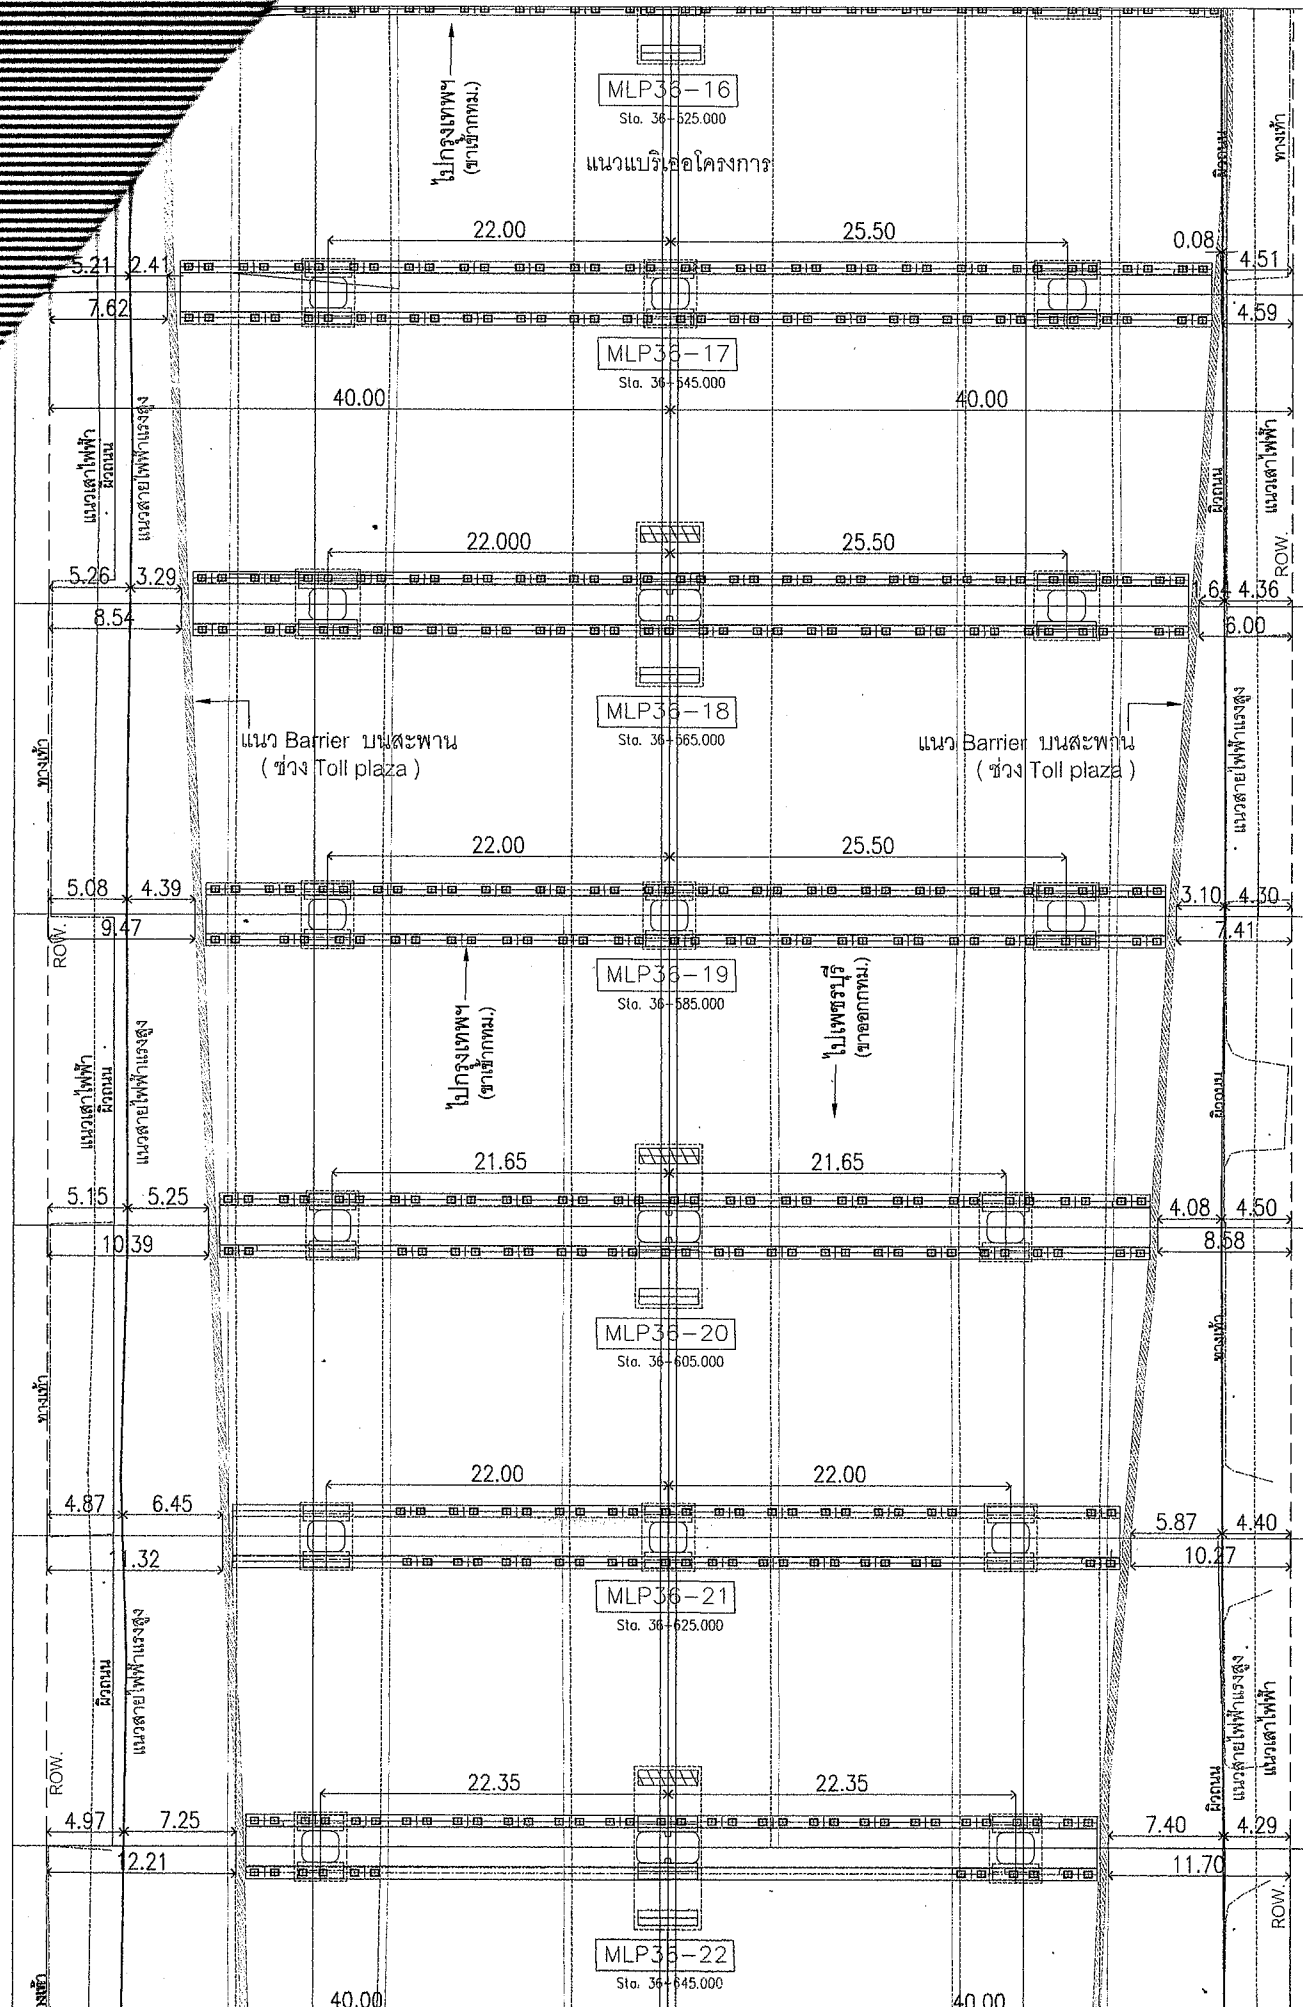 ไปกรุงเทพฯ
(ขาเข้ากทม.)
MLP36-16
Sta. 36+525.000
แนวแบริเออโครงการ
ผิวถนน
ทางเท้า
22.00
25.50
0.08
5.21
2.41
4.51
7.62
4.59
MLP36-17
Sta. 36+545.000
40.00
40.00
แนวเสาไฟฟ้า
ผิวถนน
แนวสายไฟฟ้าแรงสูง
ผิวถนน
แนวเสาไฟฟ้า
ROW.
22.000
25.50
5.26
3.29
64
4.36
8.54
6.00
MLP36-18
Sta. 36+565.000
แนว Barrier บนสะพาน
( ช่วง Toll plaza )
แนว Barrier บนสะพาน
( ช่วง Toll plaza )
ทางเท้า
แนวสายไฟฟ้าแรงสูง
22.00
25.50
5.08
4.39
3.10
4.30
9.47
7.41
ROW.
MLP36-19
Sta. 36+585.000
ไปกรุงเทพฯ
(ขาเข้ากทม.)
ไปเพชรบุรี
(ขาออกกทม.)
แนวเสาไฟฟ้า
ผิวถนน
แนวสายไฟฟ้าแรงสูง
ผิวถนน
21.65
21.65
5.15
5.25
4.08
4.50
10.39
8.58
MLP36-20
Sta. 36+605.000
ทางเท้า
ทางเท้า
22.00
22.00
4.87
6.45
5.87
4.40
11.32
10.27
MLP36-21
Sta. 36+625.000
ผิวถนน
แนวสายไฟฟ้าแรงสูง
แนวสายไฟฟ้าแรงสูง
แนวเสาไฟฟ้า
ROW.
ผิวถนน
22.35
22.35
4.97
7.25
7.40
4.29
12.21
11.70
ROW.
MLP36-22
Sta. 36+645.000
ทางเท้า
40.00
40.00